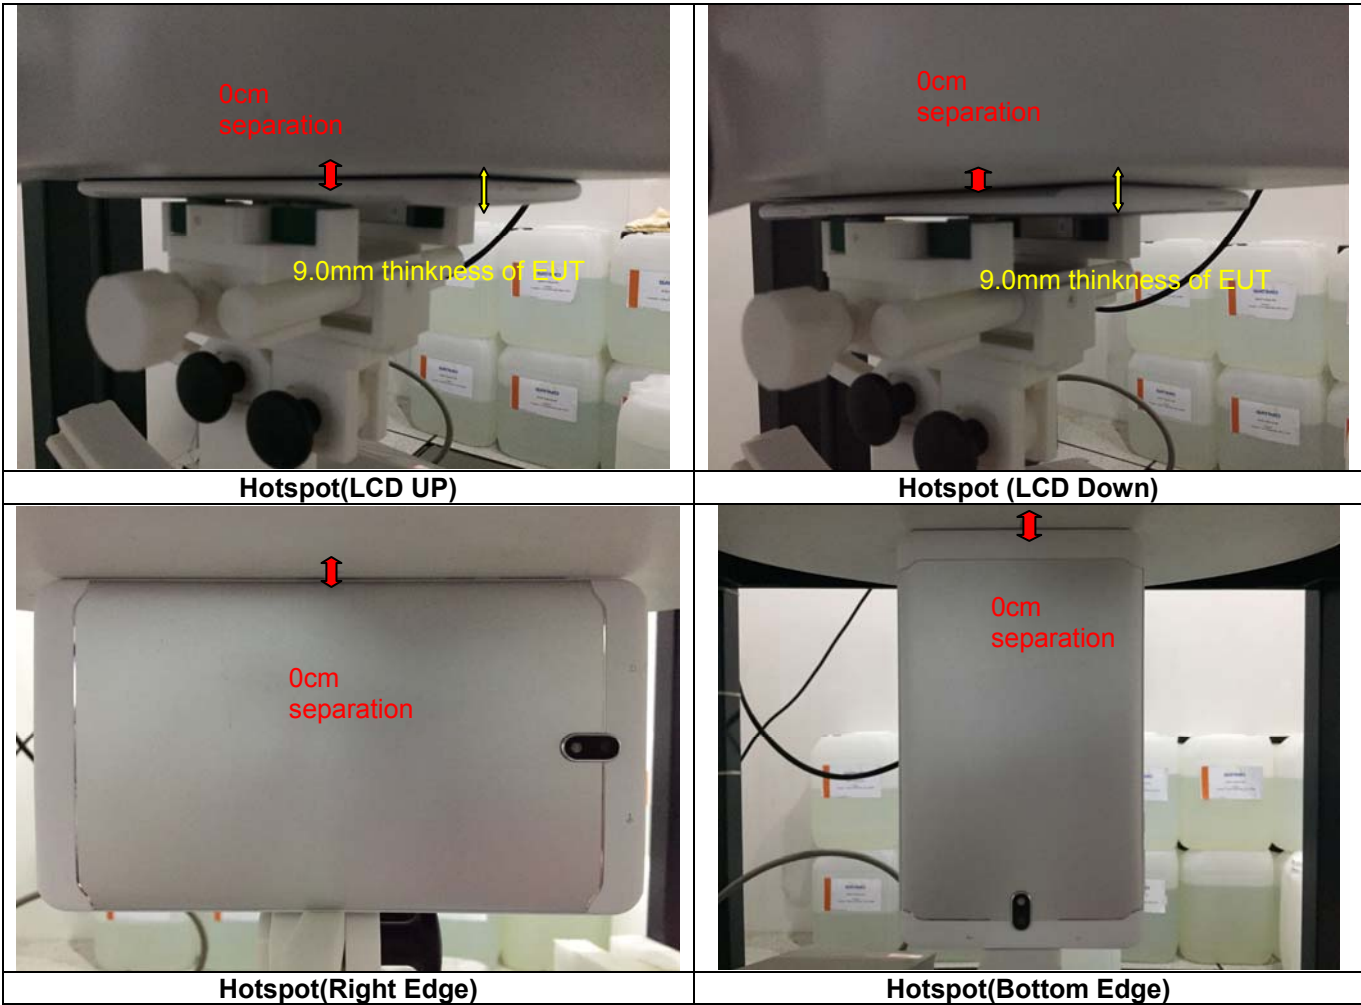 0cm
separation
9.0mm thinkness of EUT
0cm
separation
9.0mm thinkness of EUT
Hotspot(LCD UP)
Hotspot (LCD Down)
0cm
separation
0cm
separation
Hotspot(Right Edge)
Hotspot(Bottom Edge)